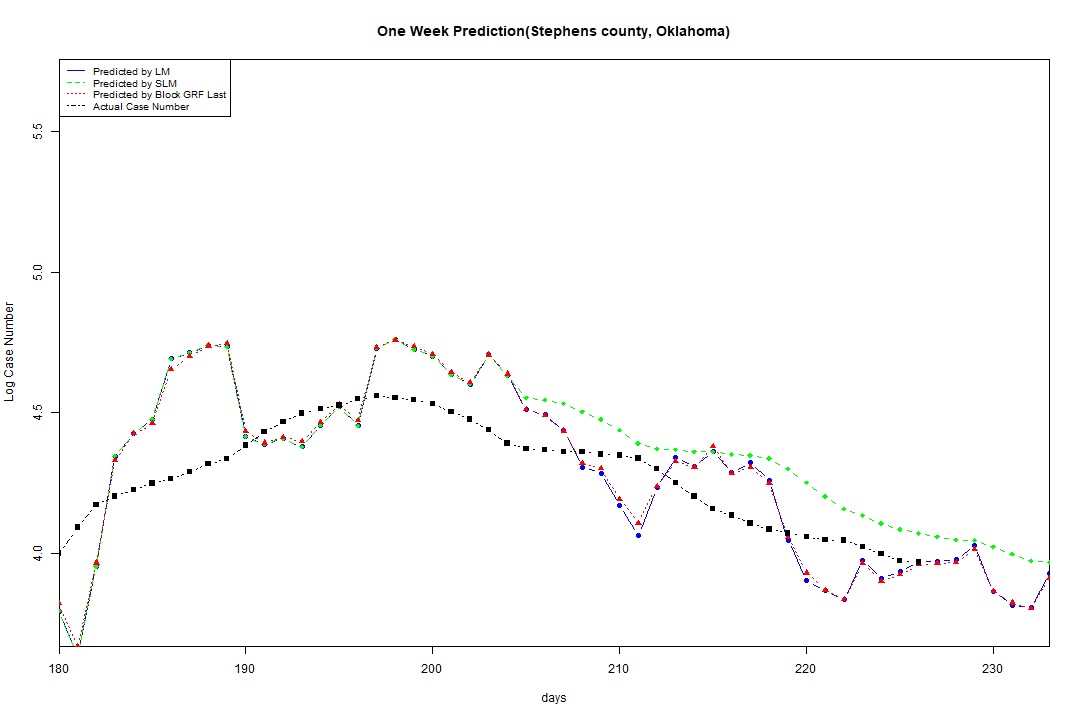 One Week Prediction(Stephens county, Oklahoma)
Predicted by LM
Predicted by SLM
Predicted by Block GRF Last
Actual Case Number
5.5
5.0
4.5
4.0
Log Case Number
180 190 200 210 220 230
days